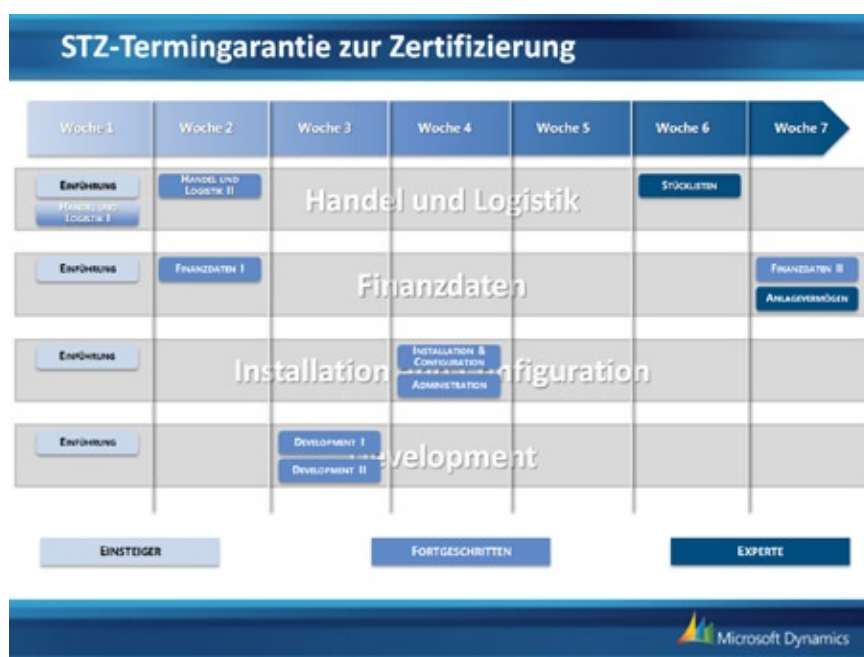 STZ-Termingarantie zur Zertifizierung
Woche 1
Woche 2
Woche 3
Woche 4
Woche 5
Woche 6
Woche 7
Handel und Logistik
Einführung
Handel und
Logistik I
Handel und
Logistik II
Stücklisten
Finanzdaten
Einführung
Finanzdaten I
Finanzdaten II
Anlagevermögen
Installation
figuration
Einführung
Installation &
Configuration
Administration
Development
Einführung
Development I
Development II
Einsteiger
Fortgeschritten
Experte
Microsoft Dynamics